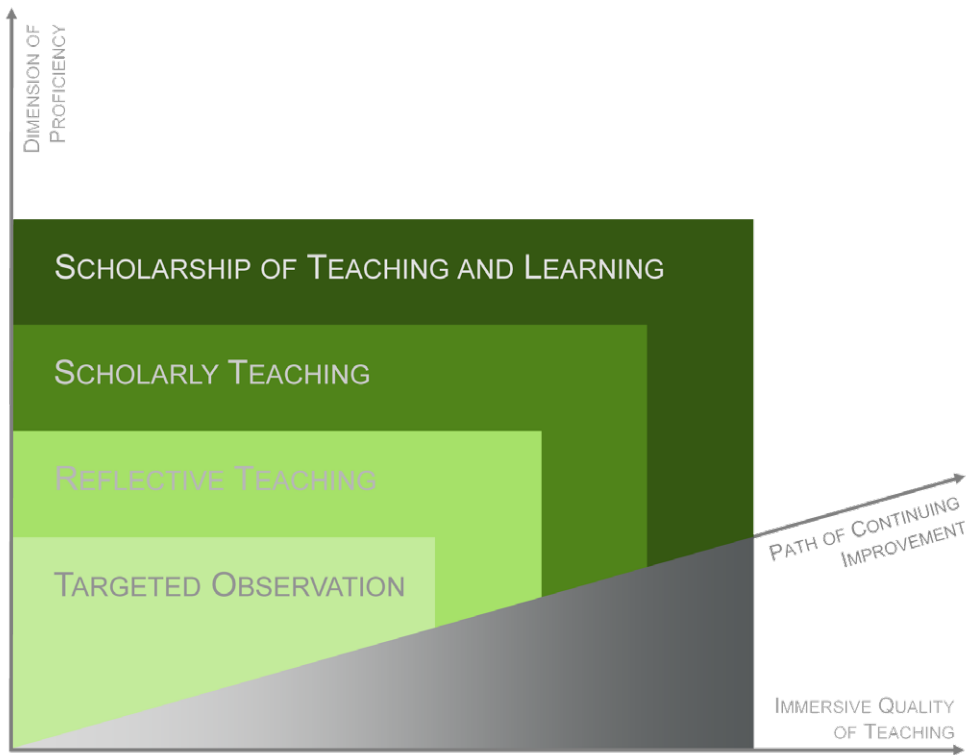 DIMENSION OF
PROFICIENCY
SCHOLARSHIP OF TEACHING AND LEARNING
SCHOLARLY TEACHING
REFLECTIVE TEACHING
TARGETED OBSERVATION
PATH OF CONTINUING
IMPROVEMENT
IMMERSIVE QUALITY
OF TEACHING